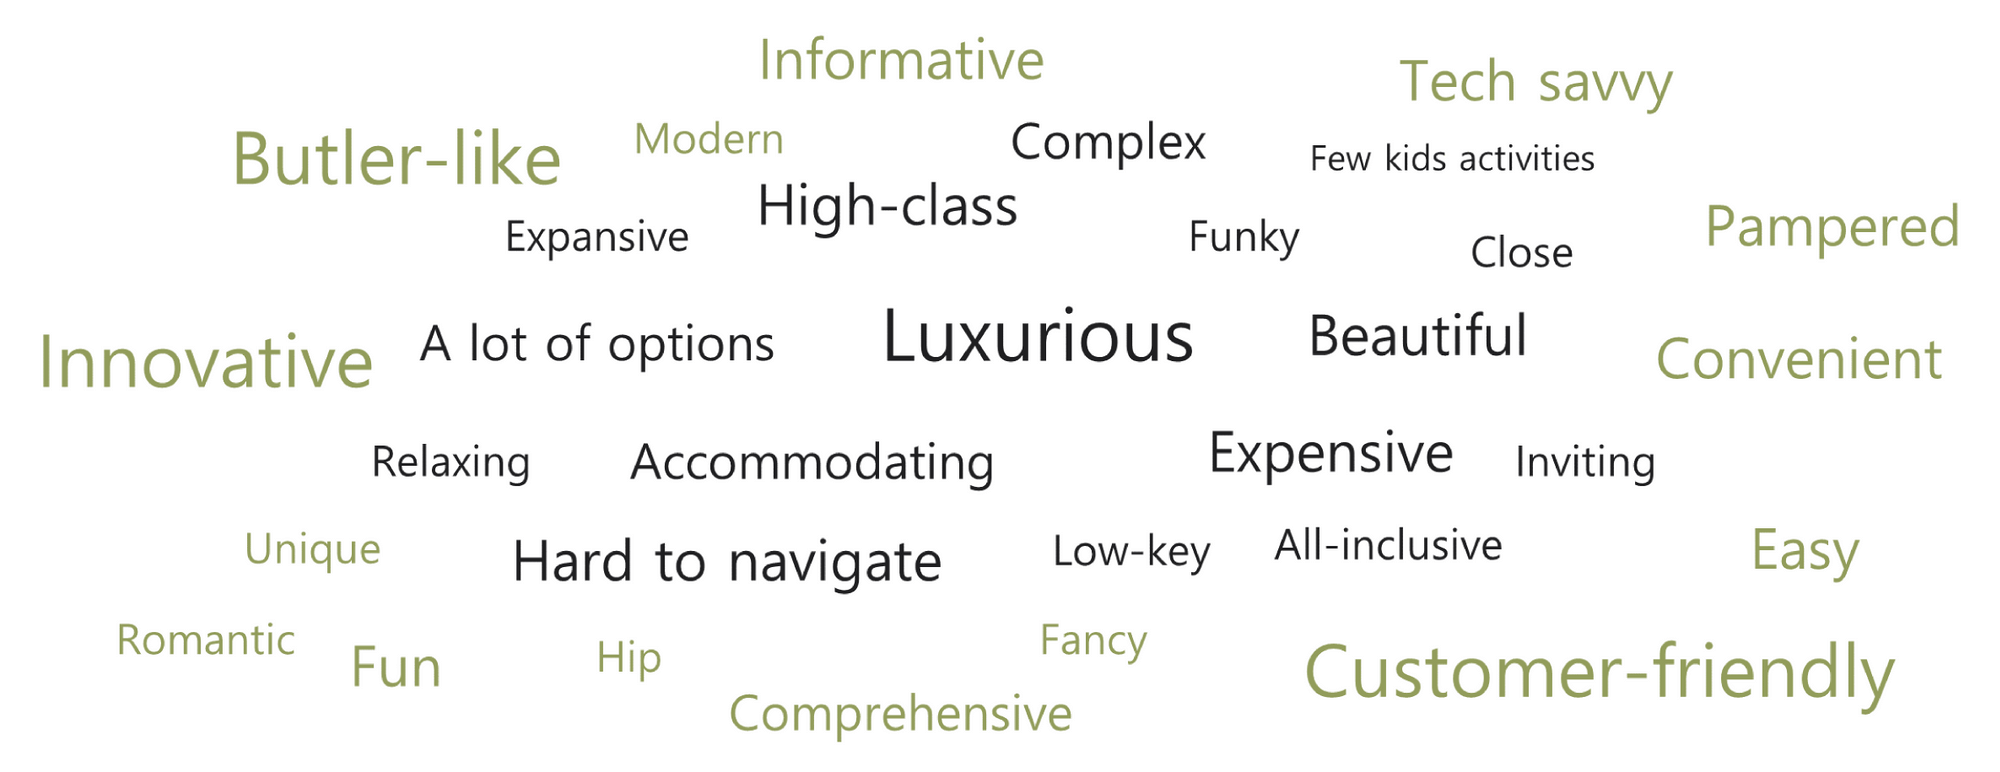 Informative
Tech savvy
Butler-like
Modern
Complex
Few kids activities
High-class
Pampered
Expansive
Funky
Close
Innovative
A lot of options
Luxurious
Beautiful
Convenient
Relaxing
Accommodating
Expensive
Inviting
Unique
Hard to navigate
Low-key
All-inclusive
Easy
Romantic
Fun
Hip
Fancy
Customer-friendly
Comprehensive